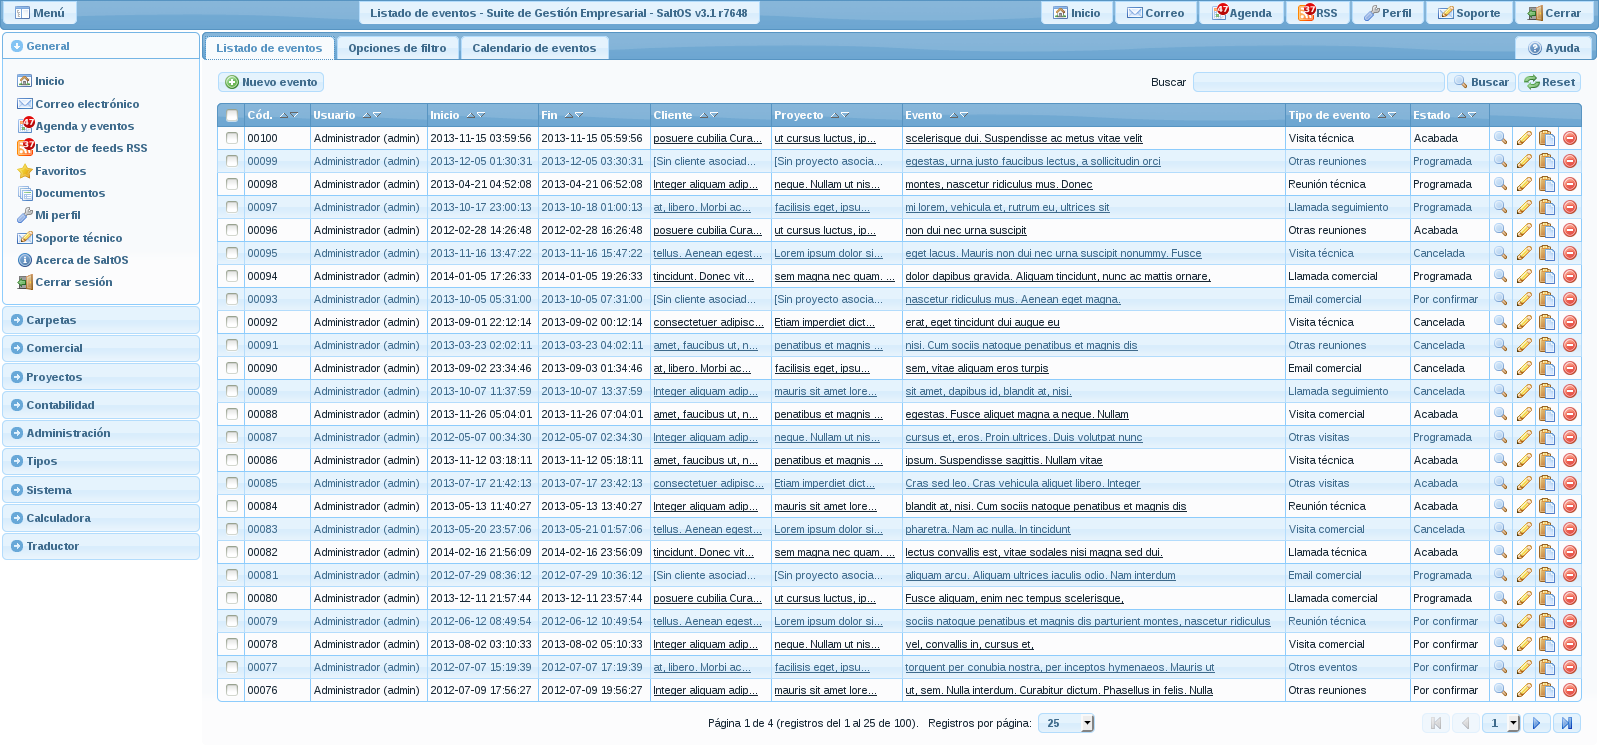 Menú Listado de eventos - Suite de Gestión Empresarial - SaltOS v3.1 r7648 Inicio Correo 47 Agenda 37 RSS Perfil Soporte Cerrar
General
Inicio
Correo electrónico
47 Agenda y eventos
37 Lector de feeds RSS
Favoritos
Documentos
Mi perfil
Soporte técnico
Acerca de SaltOS
Cerrar sesión
Carpetas
Comercial
Proyectos
Contabilidad
Administración
Tipos
Sistema
Calculadora
Traductor
Listado de eventos Opciones de filtro Calendario de eventos Ayuda
Nuevo evento Buscar Buscar Reset
Cód. Usuario Inicio Fin Cliente Proyecto Evento Tipo de evento Estado
00100 Administrador (admin) 2013-11-15 03:59:56 2013-11-15 05:59:56 posuere cubilia Cura... ut cursus luctus, ip... scelerisque dui. Suspendisse ac metus vitae velit Visita técnica Acabada
00099 Administrador (admin) 2013-12-05 01:30:31 2013-12-05 03:30:31 [Sin cliente asociad... [Sin proyecto asocia... egestas, urna justo faucibus lectus, a sollicitudin orci Otras reuniones Programada
00098 Administrador (admin) 2013-04-21 04:52:08 2013-04-21 06:52:08 Integer aliquam adip... neque. Nullam ut nis... montes, nascetur ridiculus mus. Donec Reunión técnica Programada
00097 Administrador (admin) 2013-10-17 23:00:13 2013-10-18 01:00:13 at, libero. Morbi ac... facilisis eget, ipsu... mi lorem, vehicula et, rutrum eu, ultrices sit Llamada seguimiento Programada
00096 Administrador (admin) 2012-02-28 14:26:48 2012-02-28 16:26:48 posuere cubilia Cura... ut cursus luctus, ip... non dui nec urna suscipit Otras reuniones Acabada
00095 Administrador (admin) 2013-11-16 13:47:22 2013-11-16 15:47:22 tellus. Aenean egest... Lorem ipsum dolor si... eget lacus. Mauris non dui nec urna suscipit nonummy. Fusce Visita técnica Cancelada
00094 Administrador (admin) 2014-01-05 17:26:33 2014-01-05 19:26:33 tincidunt. Donec vit... sem magna nec quam. ... dolor dapibus gravida. Aliquam tincidunt, nunc ac mattis ornare, Llamada comercial Programada
00093 Administrador (admin) 2013-10-05 05:31:00 2013-10-05 07:31:00 [Sin cliente asociad... [Sin proyecto asocia... nascetur ridiculus mus. Aenean eget magna. Email comercial Por confirmar
00092 Administrador (admin) 2013-09-01 22:12:14 2013-09-02 00:12:14 consectetuer adipisc... Etiam imperdiet dict... erat, eget tincidunt dui augue eu Visita técnica Cancelada
00091 Administrador (admin) 2013-03-23 02:02:11 2013-03-23 04:02:11 amet, faucibus ut, n... penatibus et magnis ... nisi. Cum sociis natoque penatibus et magnis dis Otras reuniones Cancelada
00090 Administrador (admin) 2013-09-02 23:34:46 2013-09-03 01:34:46 at, libero. Morbi ac... facilisis eget, ipsu... sem, vitae aliquam eros turpis Email comercial Cancelada
00089 Administrador (admin) 2013-10-07 11:37:59 2013-10-07 13:37:59 Integer aliquam adip... mauris sit amet lore... sit amet, dapibus id, blandit at, nisi. Llamada seguimiento Cancelada
00088 Administrador (admin) 2013-11-26 05:04:01 2013-11-26 07:04:01 amet, faucibus ut, n... penatibus et magnis ... egestas. Fusce aliquet magna a neque. Nullam Visita comercial Acabada
00087 Administrador (admin) 2012-05-07 00:34:30 2012-05-07 02:34:30 Integer aliquam adip... neque. Nullam ut nis... cursus et, eros. Proin ultrices. Duis volutpat nunc Otras visitas Programada
00086 Administrador (admin) 2013-11-12 03:18:11 2013-11-12 05:18:11 amet, faucibus ut, n... penatibus et magnis ... ipsum. Suspendisse sagittis. Nullam vitae Visita técnica Acabada
00085 Administrador (admin) 2013-07-17 21:42:13 2013-07-17 23:42:13 consectetuer adipisc... Etiam imperdiet dict... Cras sed leo. Cras vehicula aliquet libero. Integer Otras visitas Acabada
00084 Administrador (admin) 2013-05-13 11:40:27 2013-05-13 13:40:27 Integer aliquam adip... mauris sit amet lore... blandit at, nisi. Cum sociis natoque penatibus et magnis dis Reunión técnica Acabada
00083 Administrador (admin) 2013-05-20 23:57:06 2013-05-21 01:57:06 tellus. Aenean egest... Lorem ipsum dolor si... pharetra. Nam ac nulla. In tincidunt Visita comercial Cancelada
00082 Administrador (admin) 2014-02-16 21:56:09 2014-02-16 23:56:09 tincidunt. Donec vit... sem magna nec quam. ... lectus convallis est, vitae sodales nisi magna sed dui. Llamada técnica Acabada
00081 Administrador (admin) 2012-07-29 08:36:12 2012-07-29 10:36:12 [Sin cliente asociad... [Sin proyecto asocia... aliquam arcu. Aliquam ultrices iaculis odio. Nam interdum Email comercial Programada
00080 Administrador (admin) 2013-12-11 21:57:44 2013-12-11 23:57:44 posuere cubilia Cura... ut cursus luctus, ip... Fusce aliquam, enim nec tempus scelerisque, Llamada comercial Programada
00079 Administrador (admin) 2012-06-12 08:49:54 2012-06-12 10:49:54 tellus. Aenean egest... Lorem ipsum dolor si... sociis natoque penatibus et magnis dis parturient montes, nascetur ridiculus Reunión técnica Por confirmar
00078 Administrador (admin) 2013-08-02 03:10:33 2013-08-02 05:10:33 Integer aliquam adip... neque. Nullam ut nis... vel, convallis in, cursus et, Visita comercial Por confirmar
00077 Administrador (admin) 2012-07-07 15:19:39 2012-07-07 17:19:39 at, libero. Morbi ac... facilisis eget, ipsu... torquent per conubia nostra, per inceptos hymenaeos. Mauris ut Otros eventos Por confirmar
00076 Administrador (admin) 2012-07-09 17:56:27 2012-07-09 19:56:27 Integer aliquam adip... mauris sit amet lore... ut, sem. Nulla interdum. Curabitur dictum. Phasellus in felis. Nulla Otras reuniones Por confirmar
Página 1 de 4 (registros del 1 al 25 de 100). Registros por página: 25 1